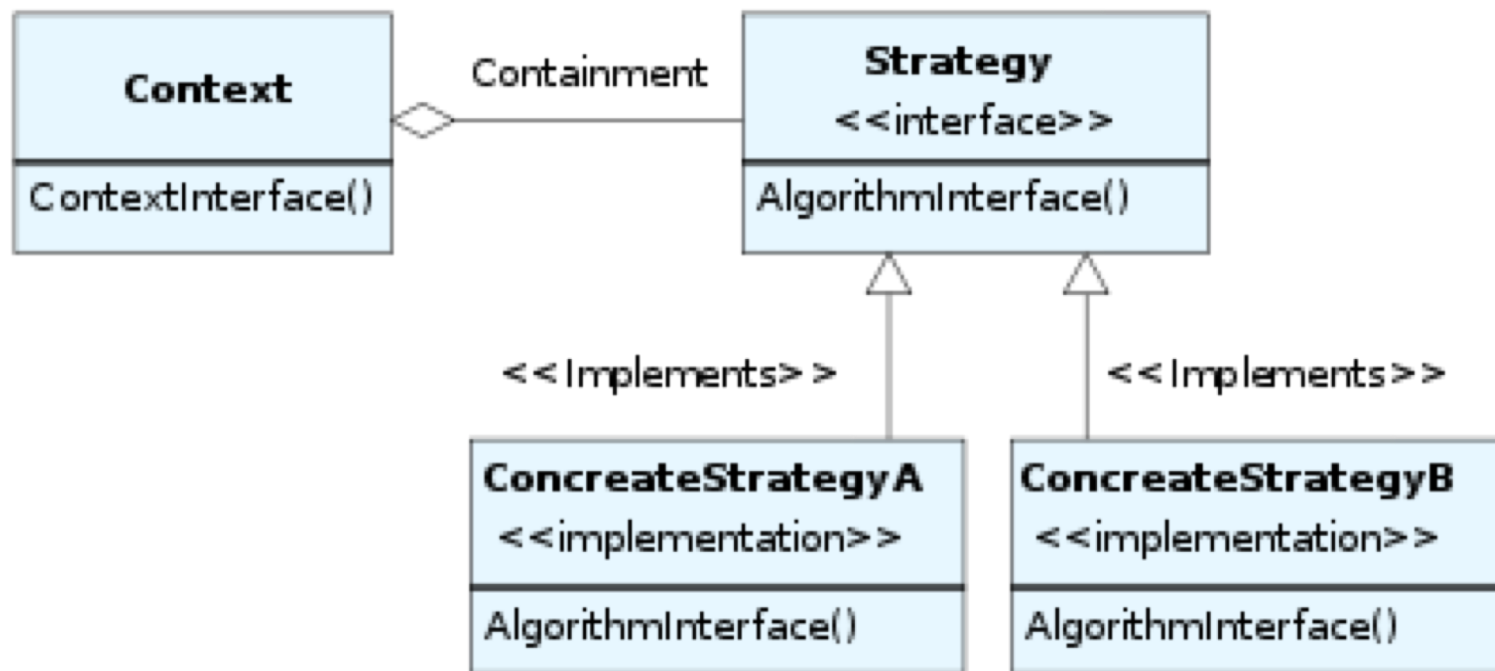 Context
ContextInterface()
Containment
Strategy
<<interface>>
AlgorithmInterface()
<<Implements>>
<<Implements>>
ConcreateStrategyA
<<implementation>>
AlgorithmInterface()
ConcreateStrategyB
<<implementation>>
AlgorithmInterface()